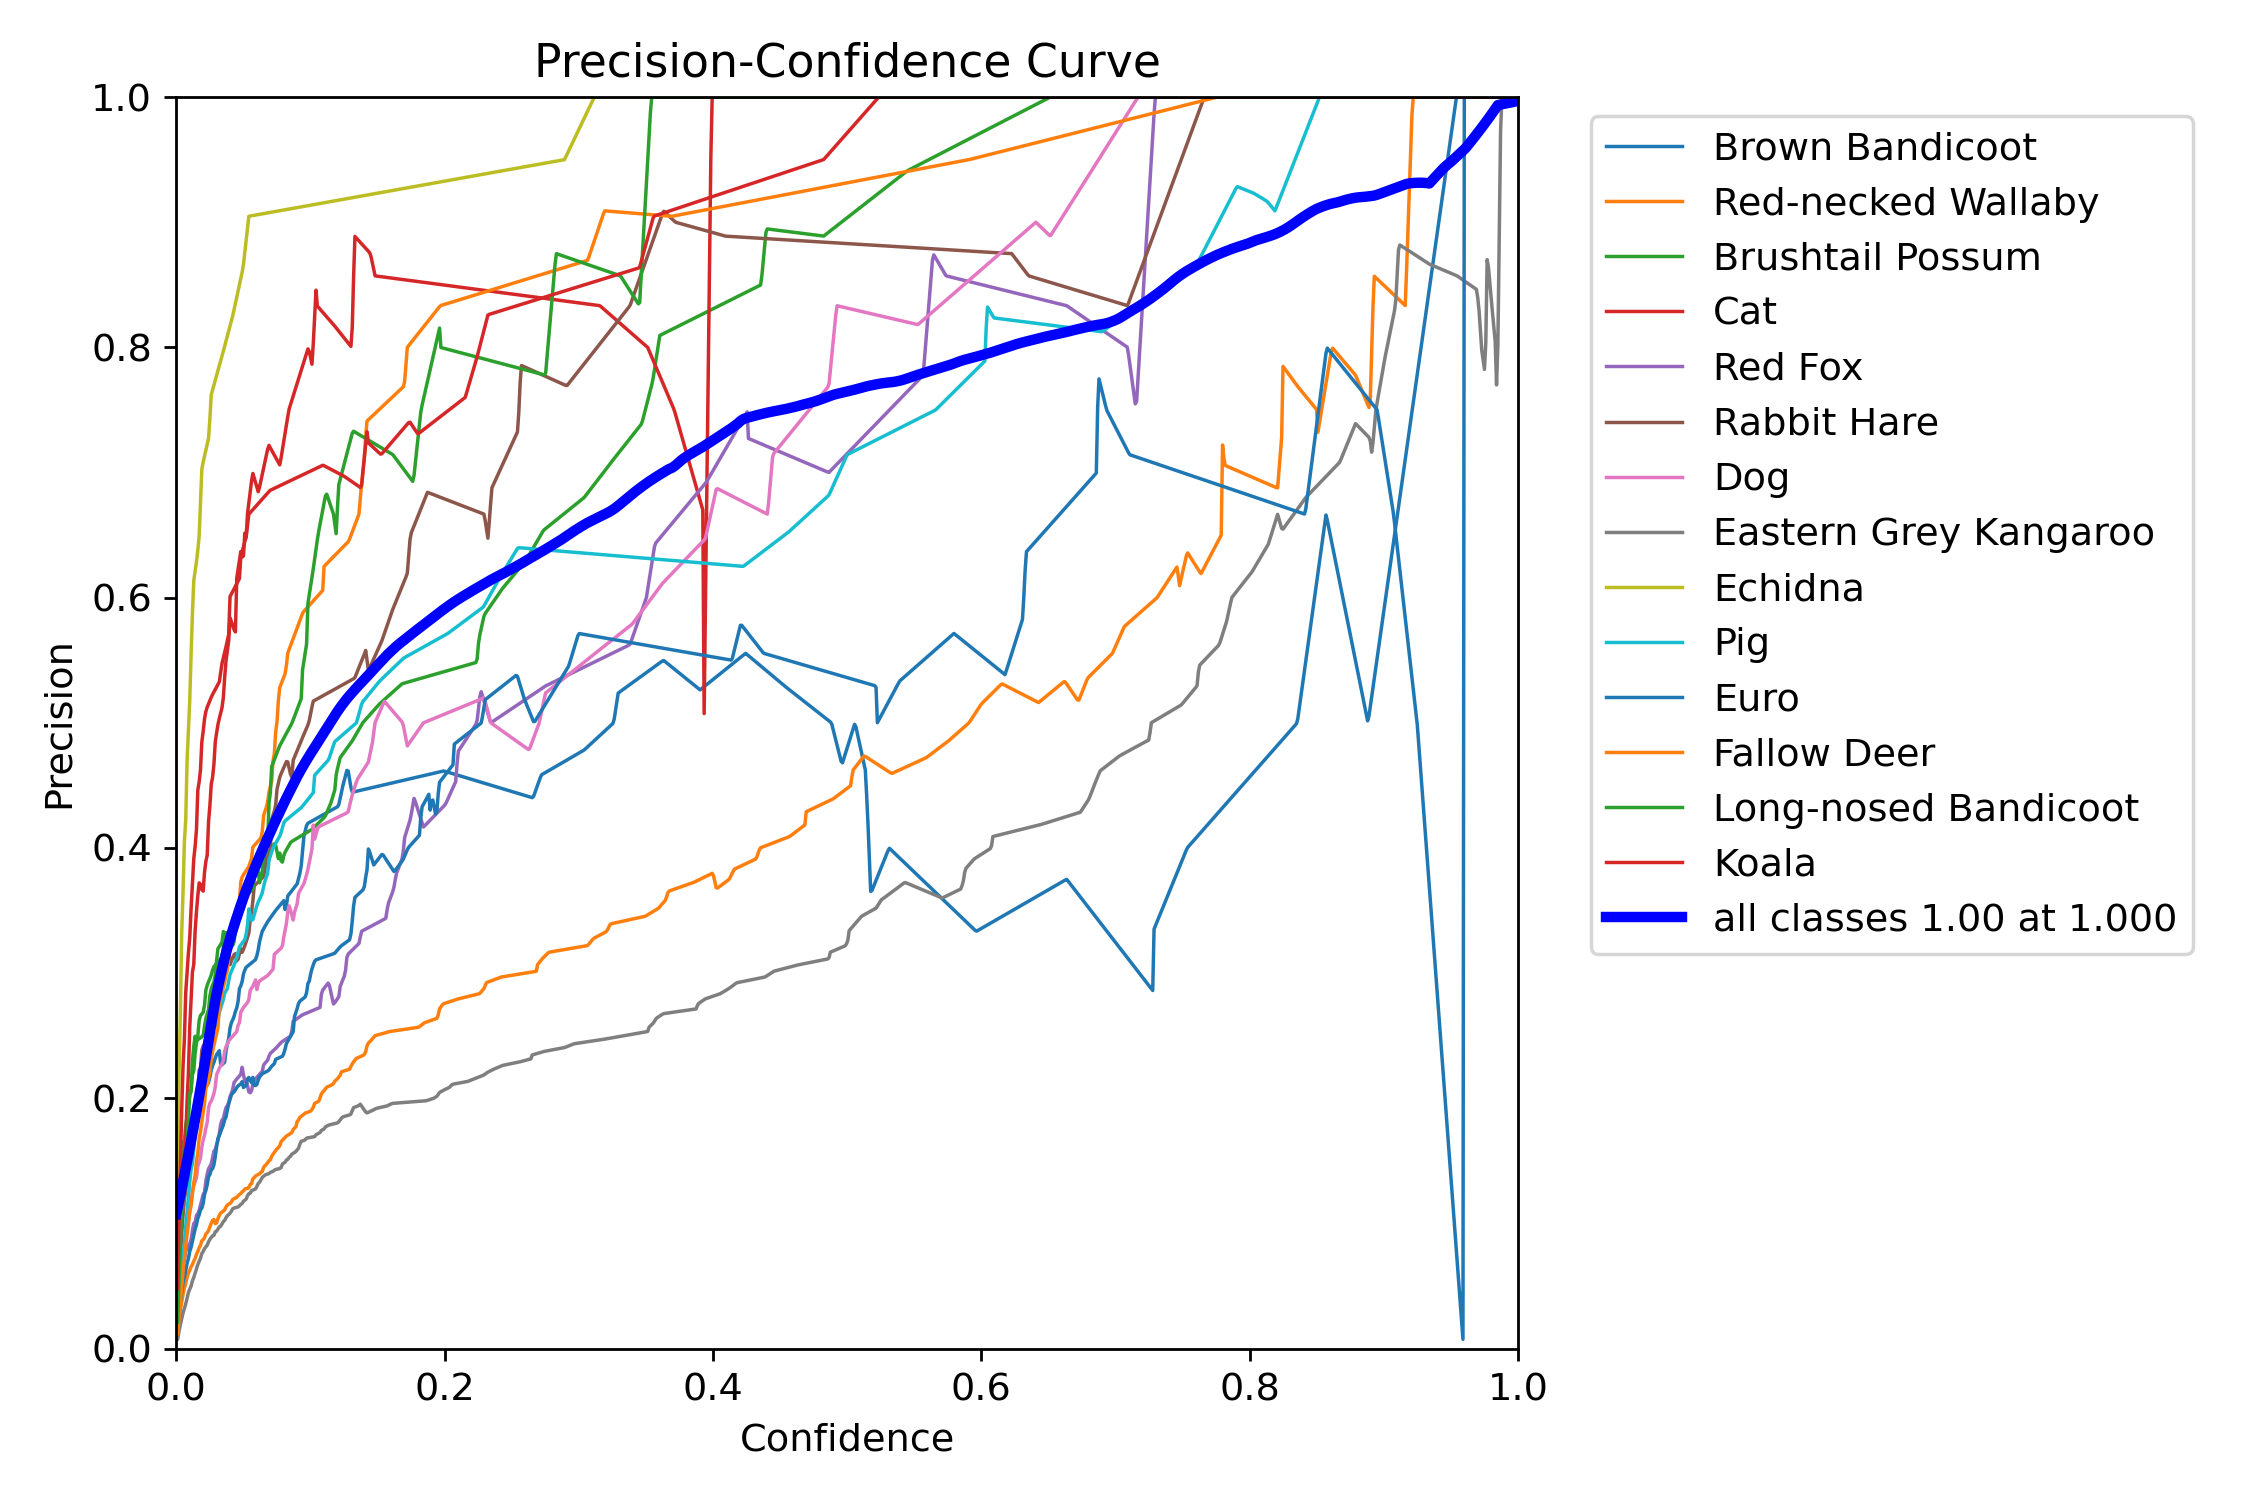 Precision-Confidence Curve
1.0
0.8
0.6
0.4
0.2
0.0
Precision
0.0 0.2 0.4 0.6 0.8 1.0
Confidence
Brown Bandicoot
Red-necked Wallaby
Brushtail Possum
Cat
Red Fox
Rabbit Hare
Dog
Eastern Grey Kangaroo
Echidna
Pig
Euro
Fallow Deer
Long-nosed Bandicoot
Koala
all classes 1.00 at 1.000